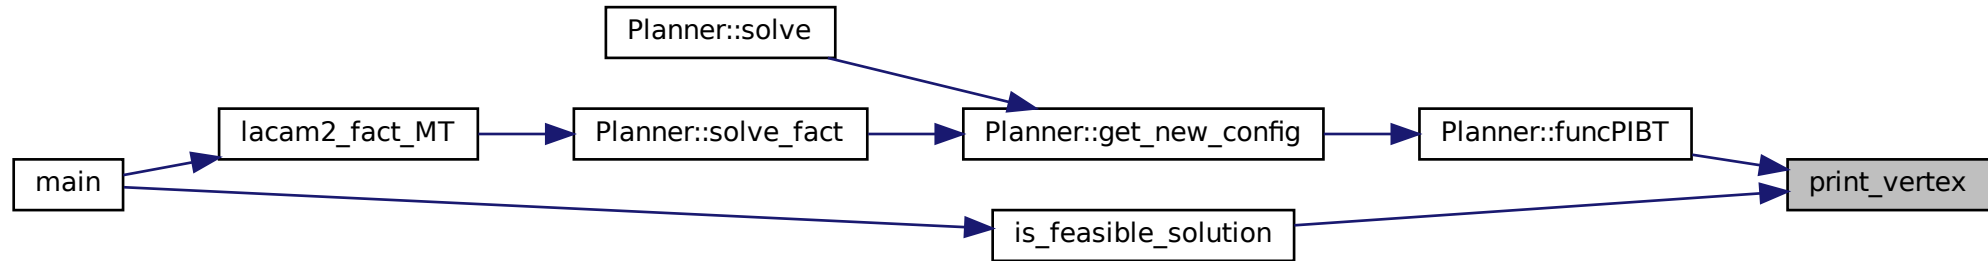 Planner::solve
lacam2_fact_MT
Planner::solve_fact
Planner::get_new_config
Planner::funcPIBT
main
print_vertex
is_feasible_solution